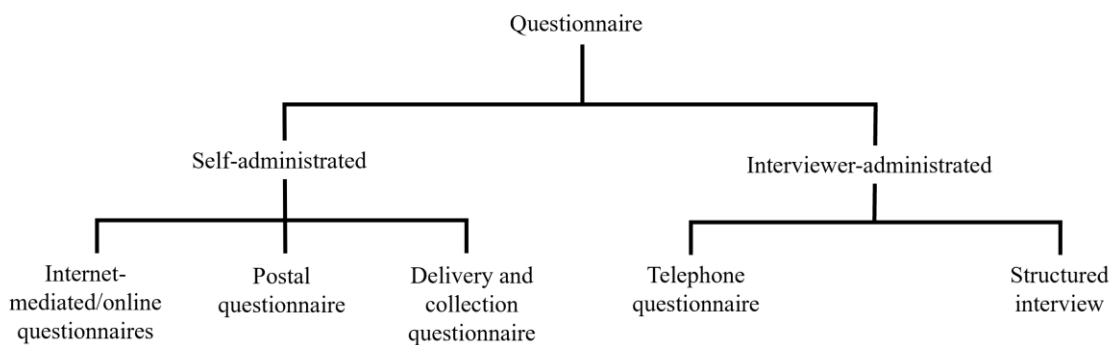 Questionnaire
Self-administrated
Interviewer-administrated
Internet-
mediated/online
questionnaires
Postal
questionnaire
Delivery and
collection
questionnaire
Telephone
questionnaire
Structured
interview